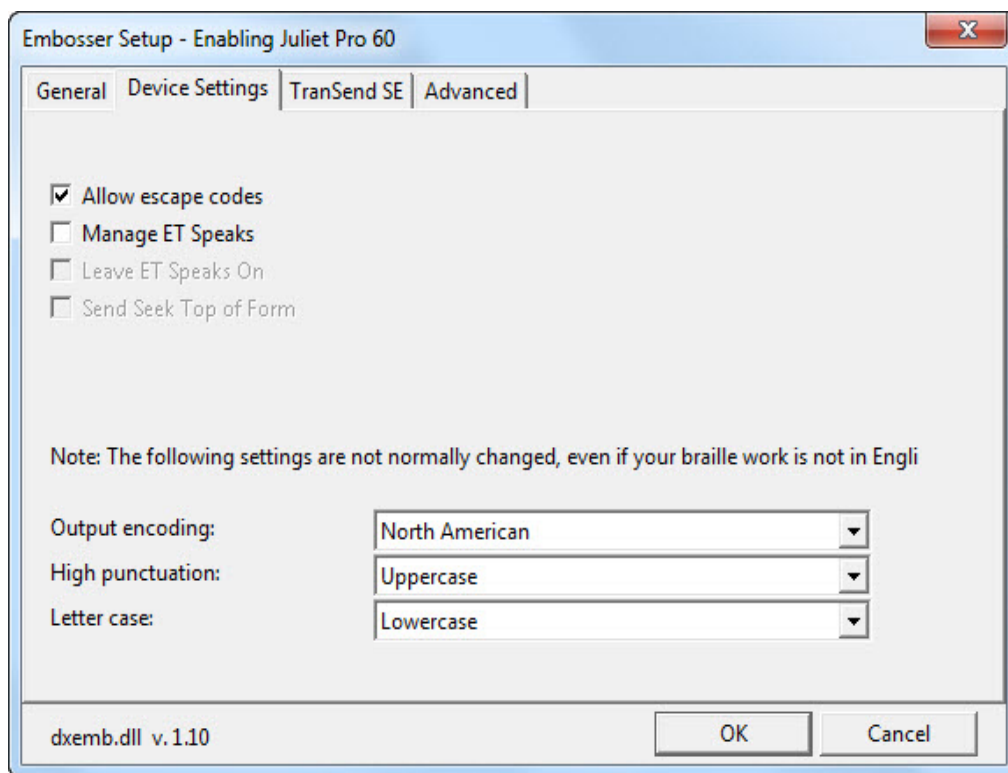 Embosser Setup - Enabling Juliet Pro 60
General Device Settings TranSend SE Advanced
Allow escape codes
Manage ET Speaks
Leave ET Speaks On
Send Seek Top of Form
Note: The following settings are not normally changed, even if your braille work is not in Engli
Output encoding: North American
High punctuation: Uppercase
Letter case: Lowercase
dxemb.dll v. 1.10 OK Cancel